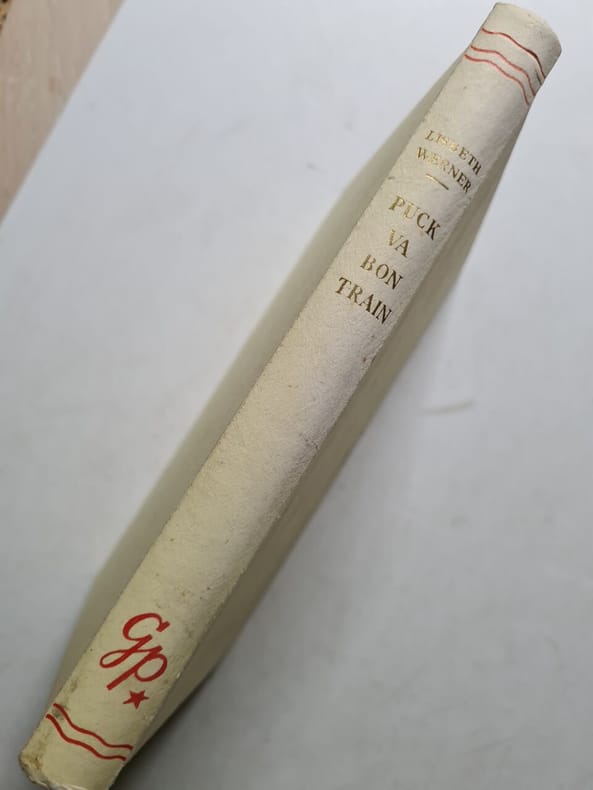 LISBETH
WERNER
PUCK
VA
BON
TRAIN
Gp